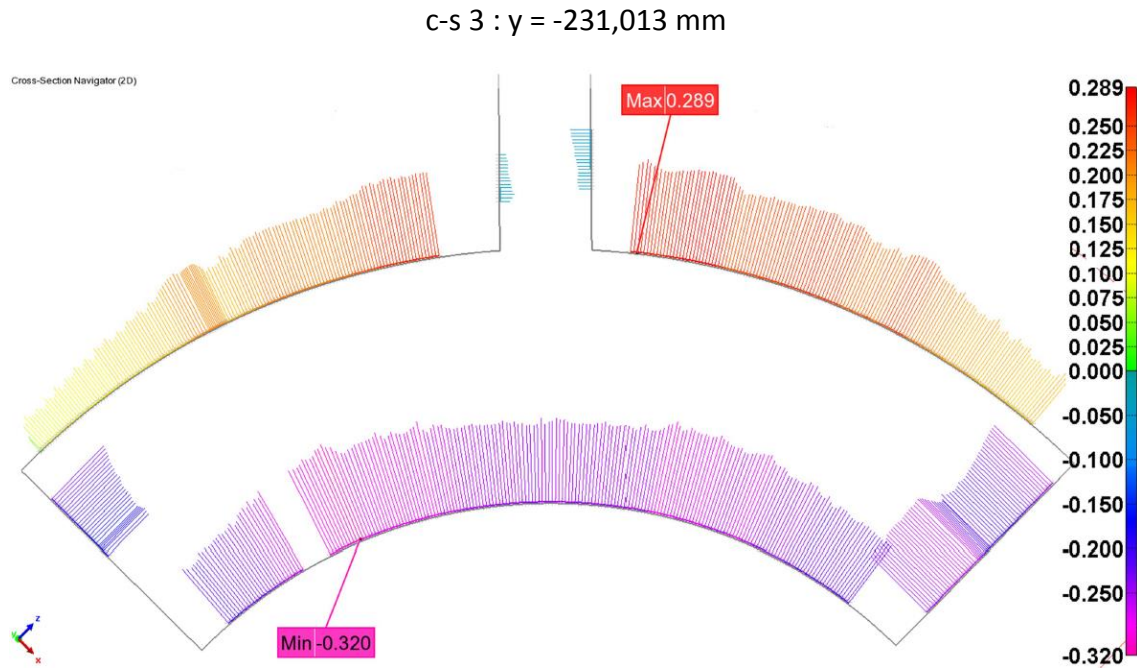 c-s 3 : y = -231,013 mm
Cross-Section Navigator (2D)
Max 0.289
Min -0.320
0.289
0.250
0.225
0.200
0.175
0.150
0.125
0.100
0.075
0.050
0.025
0.000
-0.050
-0.100
-0.150
-0.200
-0.250
-0.320
z
y
x